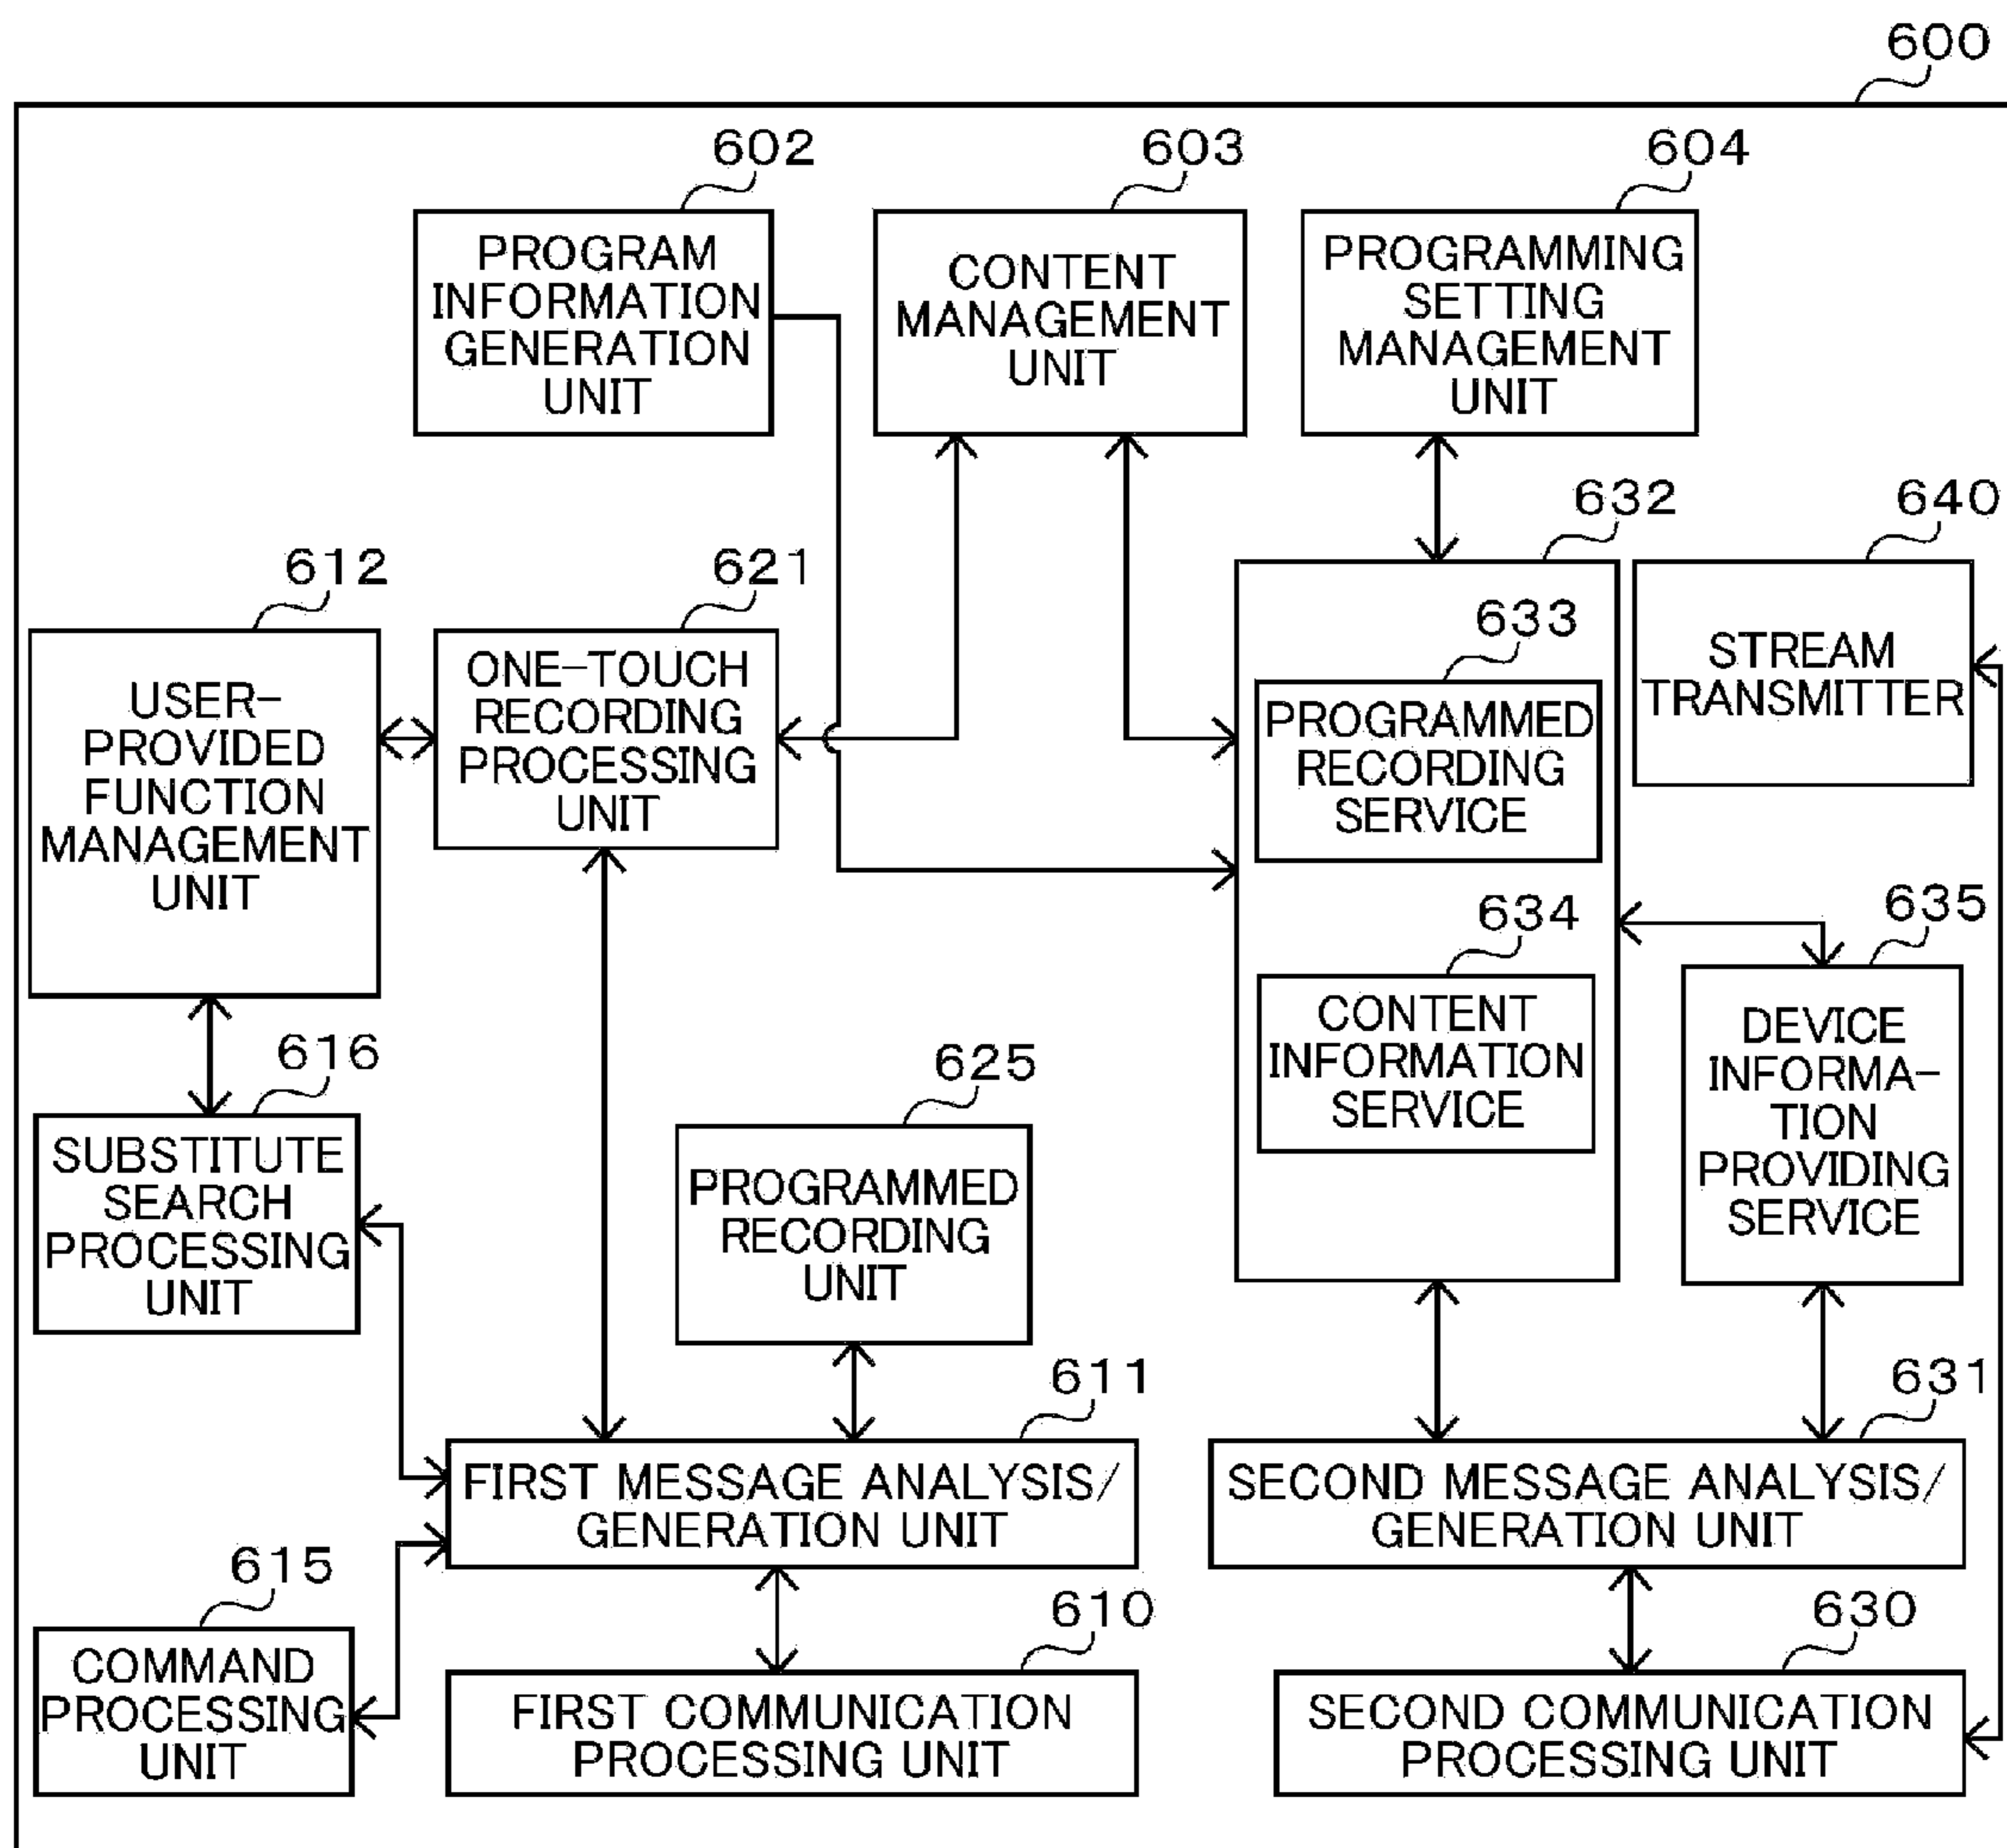 600
602
PROGRAM
INFORMATION
GENERATION
UNIT
603
CONTENT
MANAGEMENT
UNIT
604
PROGRAMMING
SETTING
MANAGEMENT
UNIT
612
USER-
PROVIDED
FUNCTION
MANAGEMENT
UNIT
621
ONE-TOUCH
RECORDING
PROCESSING
UNIT
632
633
PROGRAMMED
RECORDING
SERVICE
634
CONTENT
INFORMATION
SERVICE
640
STREAM
TRANSMITTER
635
DEVICE
INFORMA-
TION
PROVIDING
SERVICE
616
SUBSTITUTE
SEARCH
PROCESSING
UNIT
625
PROGRAMMED
RECORDING
UNIT
611
FIRST MESSAGE ANALYSIS/
GENERATION UNIT
631
SECOND MESSAGE ANALYSIS/
GENERATION UNIT
615
COMMAND
PROCESSING
UNIT
610
FIRST COMMUNICATION
PROCESSING UNIT
630
SECOND COMMUNICATION
PROCESSING UNIT